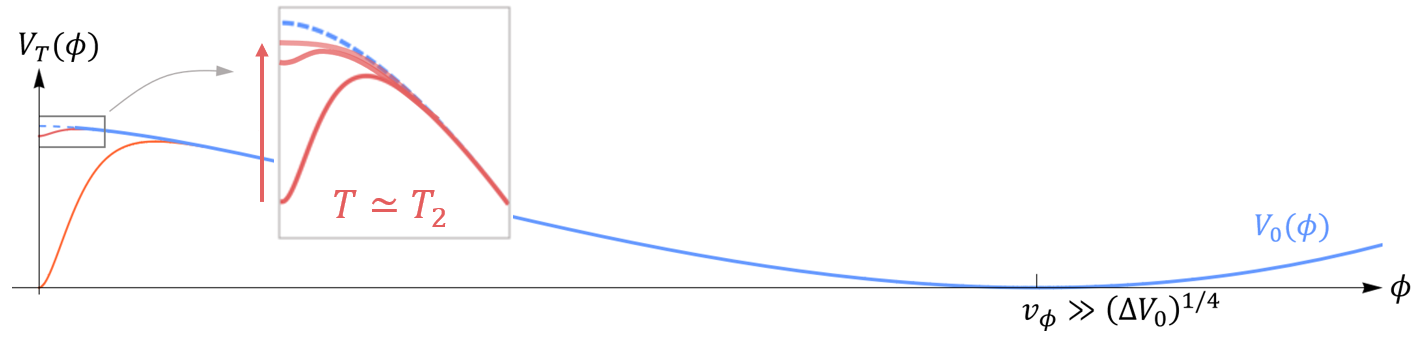 V_T(ϕ)
T ≃ T_2
V_0(ϕ)
ϕ
v_ϕ ≫ (ΔV_0)^{1/4}